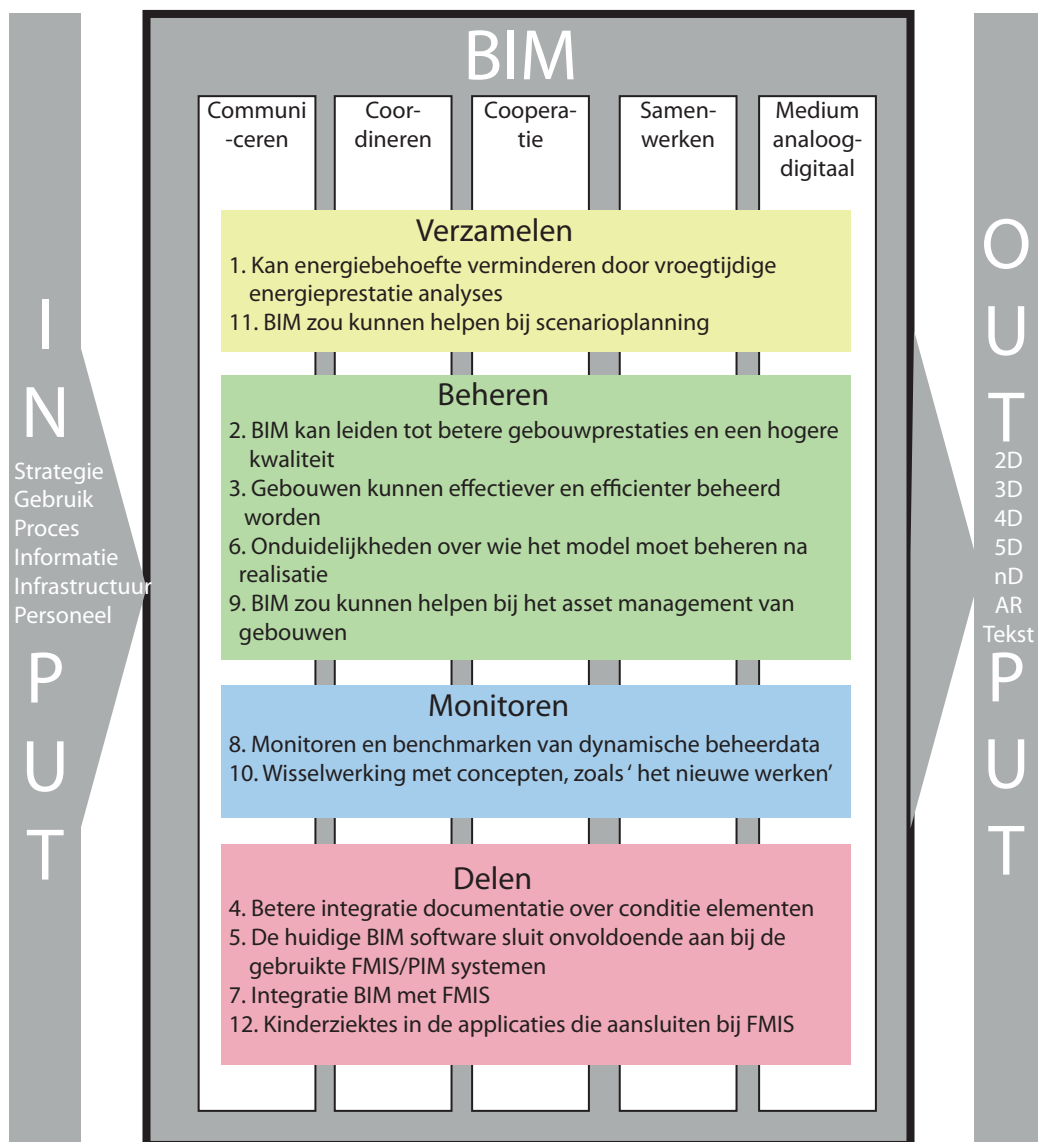 BIM
Communi
-ceren
Coor-
dineren
Coopera-
tie
Samen-
werken
Medium
analoog-
digitaal
INPUT
Strategie
Gebruik
Proces
Informatie
Infrastructuur
Personeel
Verzamelen
1. Kan energiebehoefte verminderen door vroegtijdige
energieprestatie analyses
11. BIM zou kunnen helpen bij scenarioplanning
Beheren
2. BIM kan leiden tot betere gebouwprestaties en een hogere
kwaliteit
3. Gebouwen kunnen effectiever en efficienter beheerd
worden
6. Onduidelijkheden over wie het model moet beheren na
realisatie
9. BIM zou kunnen helpen bij het asset management van
gebouwen
Monitoren
8. Monitoren en benchmarken van dynamische beheerdata
10. Wisselwerking met concepten, zoals ‘ het nieuwe werken’
Delen
4. Betere integratie documentatie over conditie elementen
5. De huidige BIM software sluit onvoldoende aan bij de
gebruikte FMIS/PIM systemen
7. Integratie BIM met FMIS
12. Kinderziektes in de applicaties die aansluiten bij FMIS
OUTPUT
2D
3D
4D
5D
nD
AR
Tekst